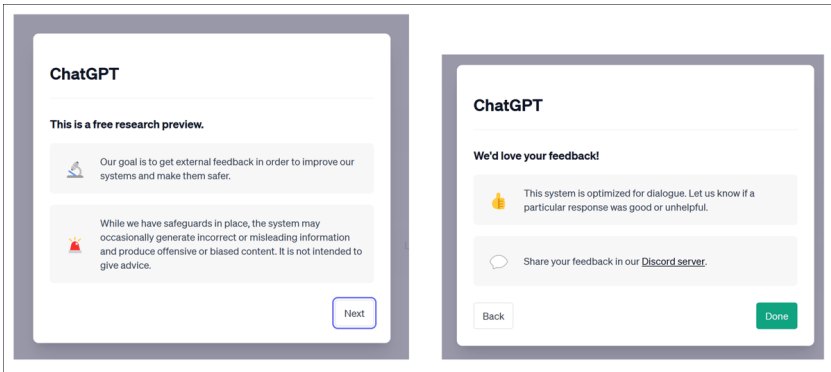 ChatGPT
This is a free research preview.
Our goal is to get external feedback in order to improve our
systems and make them safer.
While we have safeguards in place, the system may
occasionally generate incorrect or misleading information
and produce offensive or biased content. It is not intended to
give advice.
Next
ChatGPT
We'd love your feedback!
This system is optimized for dialogue. Let us know if a
particular response was good or unhelpful.
Share your feedback in our Discord server.
Back
Done